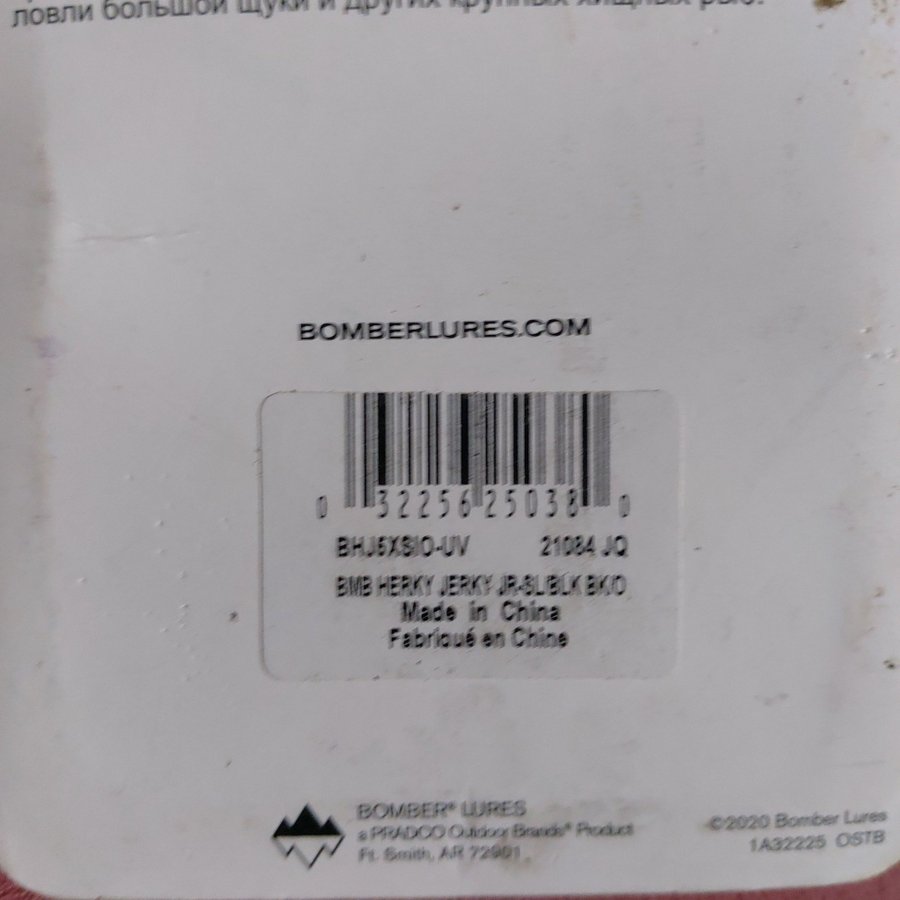 ловли большой щуки и других крупных хищных рыб.
BOMBERLURES.COM
0 32256 25038 0
BHJ5XSIO-UV 21084 JQ
BMB HERKY JERKY JR-SL/BLK BK/O
Made in China
Fabriqué en Chine
BOMBER® LURES
a PRADCO Outdoor Brands® Product
Ft. Smith, AR 72901
©2020 Bomber Lures
1A32225 OSTB